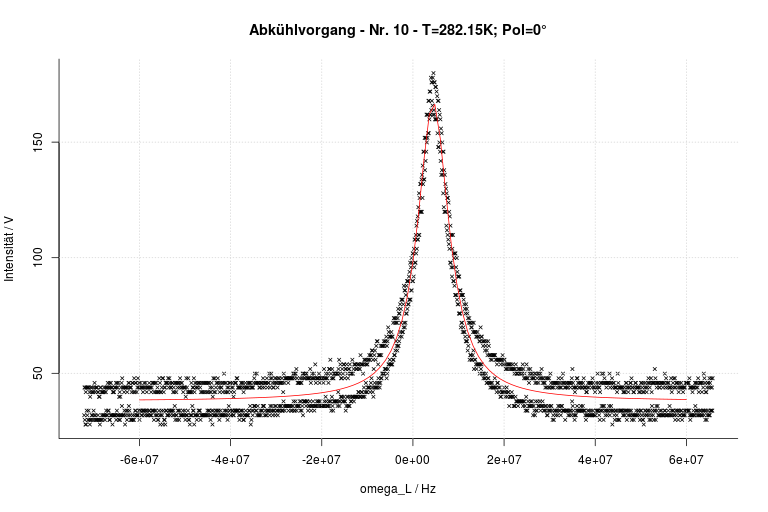 Abkühlvorgang - Nr. 10 - T=282.15K; Pol=0°
Intensität / V
150
100
50
-6e+07 -4e+07 -2e+07 0e+00 2e+07 4e+07 6e+07
omega_L / Hz